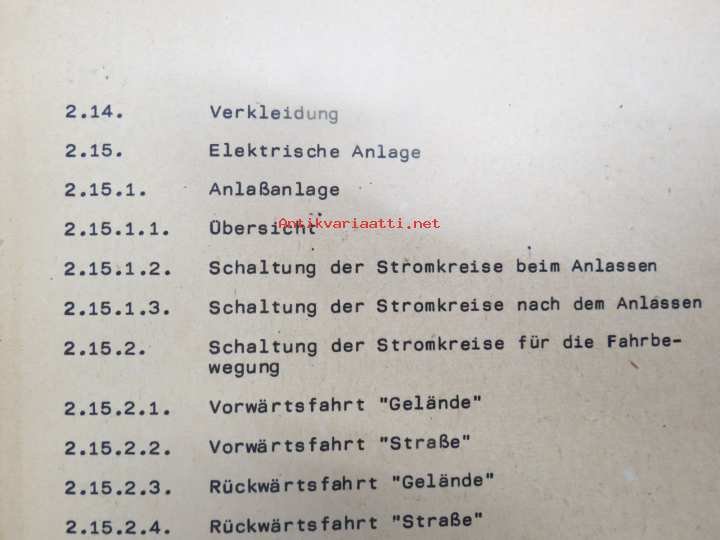 2.14. Verkleidung
2.15. Elektrische Anlage
2.15.1. Anlaßanlage
2.15.1.1. Übersicht
Antikvariaatti.net
2.15.1.2. Schaltung der Stromkreise beim Anlassen
2.15.1.3. Schaltung der Stromkreise nach dem Anlassen
2.15.2. Schaltung der Stromkreise für die Fahrbe-
wegung
2.15.2.1. Vorwärtsfahrt "Gelände"
2.15.2.2. Vorwärtsfahrt "Straße"
2.15.2.3. Rückwärtsfahrt "Gelände"
2.15.2.4. Rückwärtsfahrt "Straße"